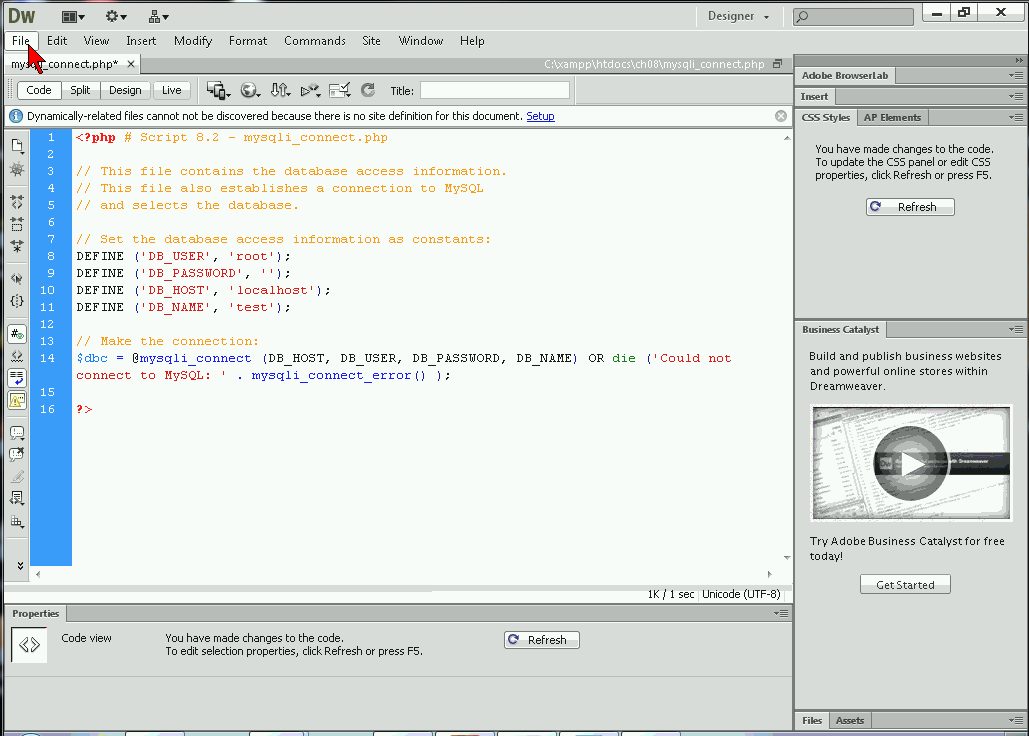 Dw
Designer
File Edit View Insert Modify Format Commands Site Window Help
mysqli_connect.php*
C:\xampp\htdocs\ch08\mysqli_connect.php
Code Split Design Live Title:
Dynamically-related files cannot not be discovered because there is no site definition for this document. Setup
1 <?php # Script 8.2 - mysqli_connect.php
2
3 // This file contains the database access information.
4 // This file also establishes a connection to MySQL
5 // and selects the database.
6
7 // Set the database access information as constants:
8 DEFINE ('DB_USER', 'root');
9 DEFINE ('DB_PASSWORD', '');
10 DEFINE ('DB_HOST', 'localhost');
11 DEFINE ('DB_NAME', 'test');
12
13 // Make the connection:
14 $dbc = @mysqli_connect (DB_HOST, DB_USER, DB_PASSWORD, DB_NAME) OR die ('Could not
connect to MySQL: ' . mysqli_connect_error() );
15
16 ?>
1K / 1 sec Unicode (UTF-8)
Properties
Code view
You have made changes to the code.
To edit selection properties, click Refresh or press F5.
Refresh
Adobe BrowserLab
Insert
CSS Styles AP Elements
You have made changes to the code.
To update the CSS panel or edit CSS
properties, click Refresh or press F5.
Refresh
Business Catalyst
Build and publish business websites
and powerful online stores within
Dreamweaver.
Try Adobe Business Catalyst for free
today!
Get Started
Files Assets